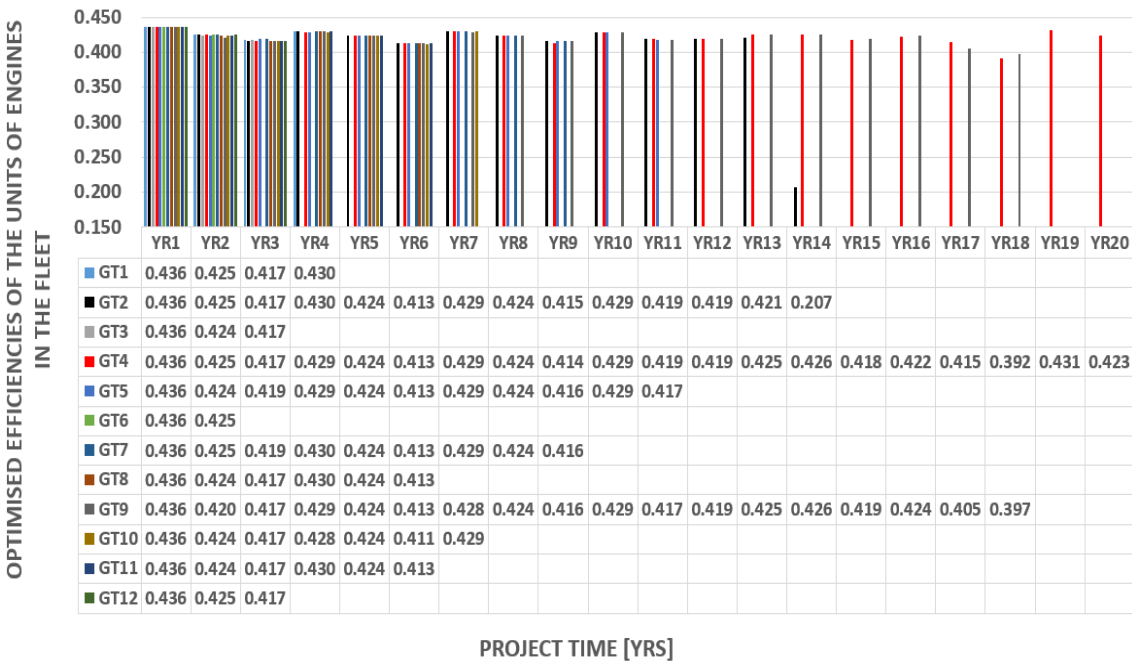 OPTIMISED EFFICIENCIES OF THE UNITS OF ENGINES
IN THE FLEET
0.450
0.400
0.350
0.300
0.250
0.200
0.150
YR1 YR2 YR3 YR4 YR5 YR6 YR7 YR8 YR9 YR10 YR11 YR12 YR13 YR14 YR15 YR16 YR17 YR18 YR19 YR20
GT1 0.436 0.425 0.417 0.430
GT2 0.436 0.425 0.417 0.430 0.424 0.413 0.429 0.424 0.415 0.429 0.419 0.419 0.421 0.207
GT3 0.436 0.424 0.417
GT4 0.436 0.425 0.417 0.429 0.424 0.413 0.429 0.424 0.414 0.429 0.419 0.419 0.425 0.426 0.418 0.422 0.415 0.392 0.431 0.423
GT5 0.436 0.424 0.419 0.429 0.424 0.413 0.429 0.424 0.416 0.429 0.417
GT6 0.436 0.425
GT7 0.436 0.425 0.419 0.430 0.424 0.413 0.429 0.424 0.416
GT8 0.436 0.424 0.417 0.430 0.424 0.413
GT9 0.436 0.420 0.417 0.429 0.424 0.413 0.428 0.424 0.416 0.429 0.417 0.419 0.425 0.426 0.419 0.424 0.405 0.397
GT10 0.436 0.424 0.417 0.428 0.424 0.411 0.429
GT11 0.436 0.424 0.417 0.430 0.424 0.413
GT12 0.436 0.425 0.417
PROJECT TIME [YRS]